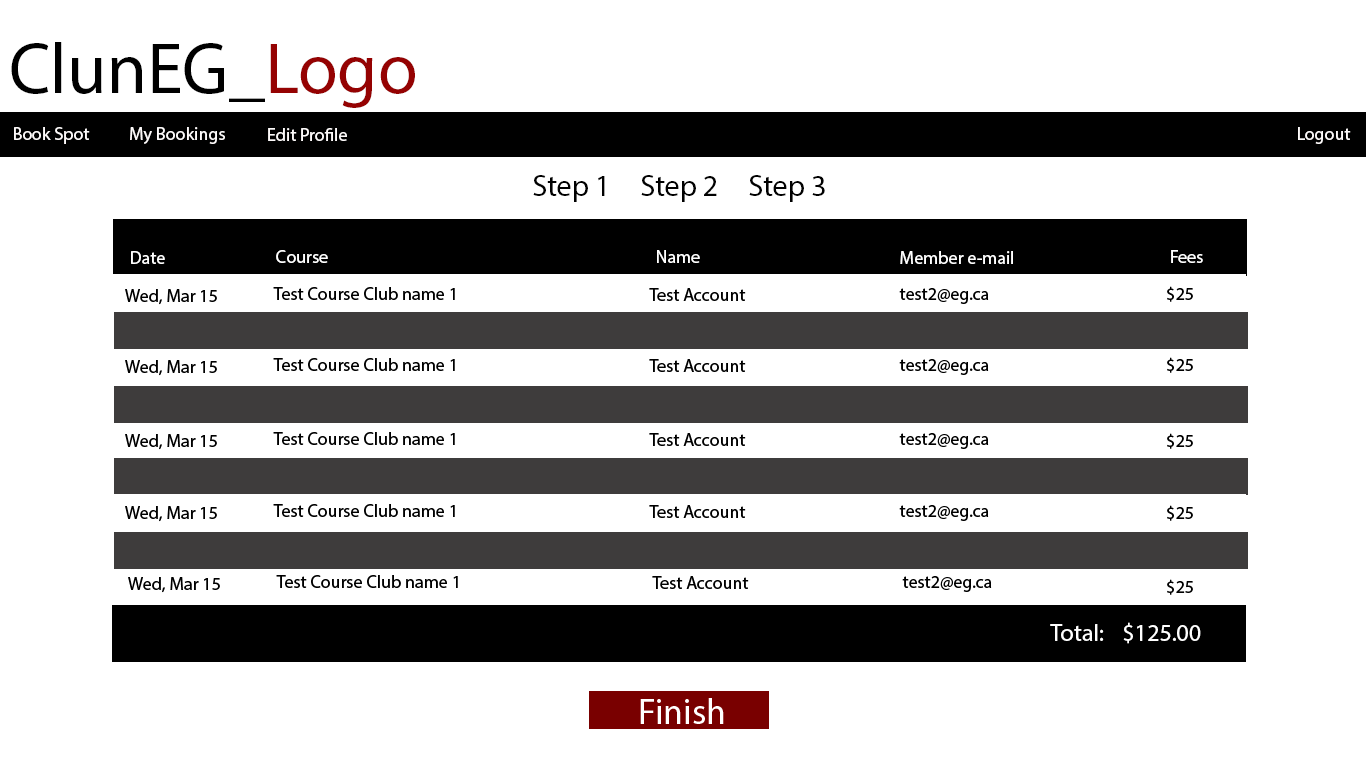 ClunEG_Logo
Book Spot My Bookings Edit Profile Logout
Step 1 Step 2 Step 3
Date Course Name Member e-mail Fees
Wed, Mar 15 Test Course Club name 1 Test Account test2@eg.ca $25
Wed, Mar 15 Test Course Club name 1 Test Account test2@eg.ca $25
Wed, Mar 15 Test Course Club name 1 Test Account test2@eg.ca $25
Wed, Mar 15 Test Course Club name 1 Test Account test2@eg.ca $25
Wed, Mar 15 Test Course Club name 1 Test Account test2@eg.ca $25
Total: $125.00
Finish